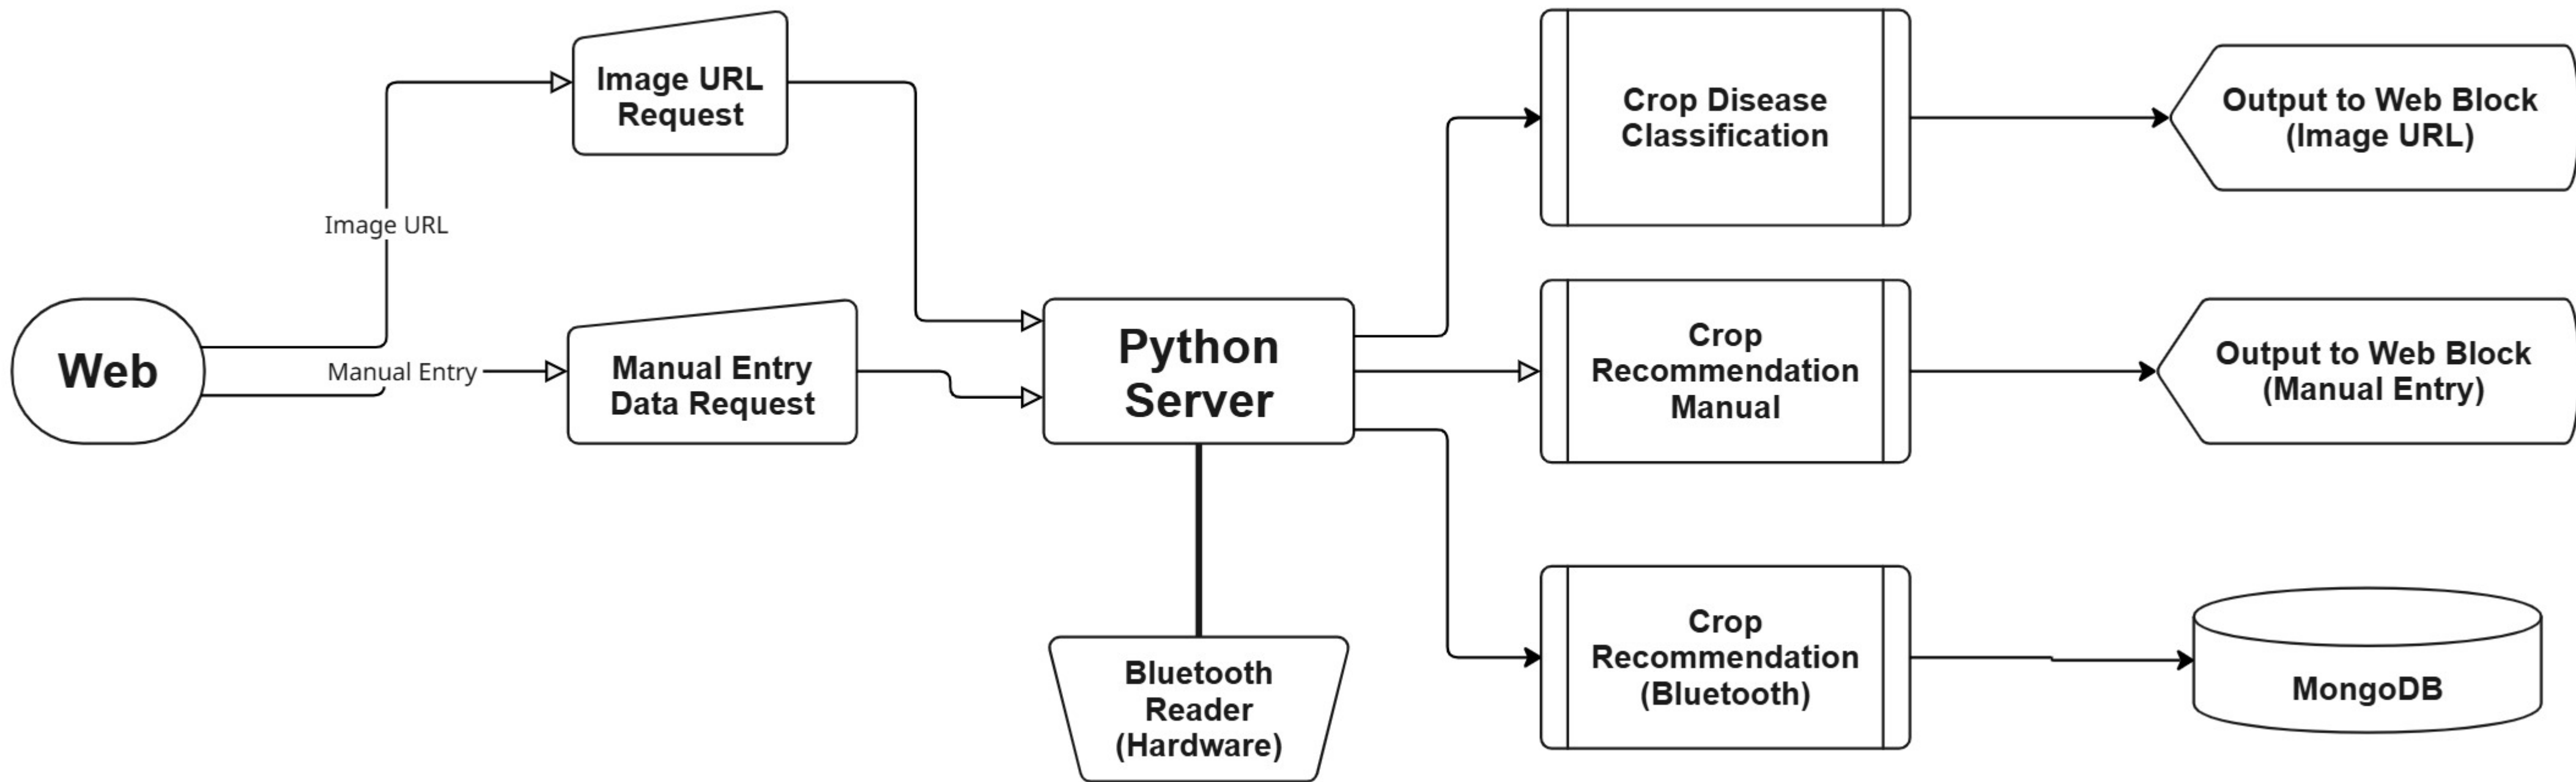 Image URL
Request
Crop Disease
Classification
Output to Web Block
(Image URL)
Image URL
Web
Manual Entry
Manual Entry
Data Request
Python
Server
Crop
Recommendation
Manual
Output to Web Block
(Manual Entry)
Bluetooth
Reader
(Hardware)
Crop
Recommendation
(Bluetooth)
MongoDB